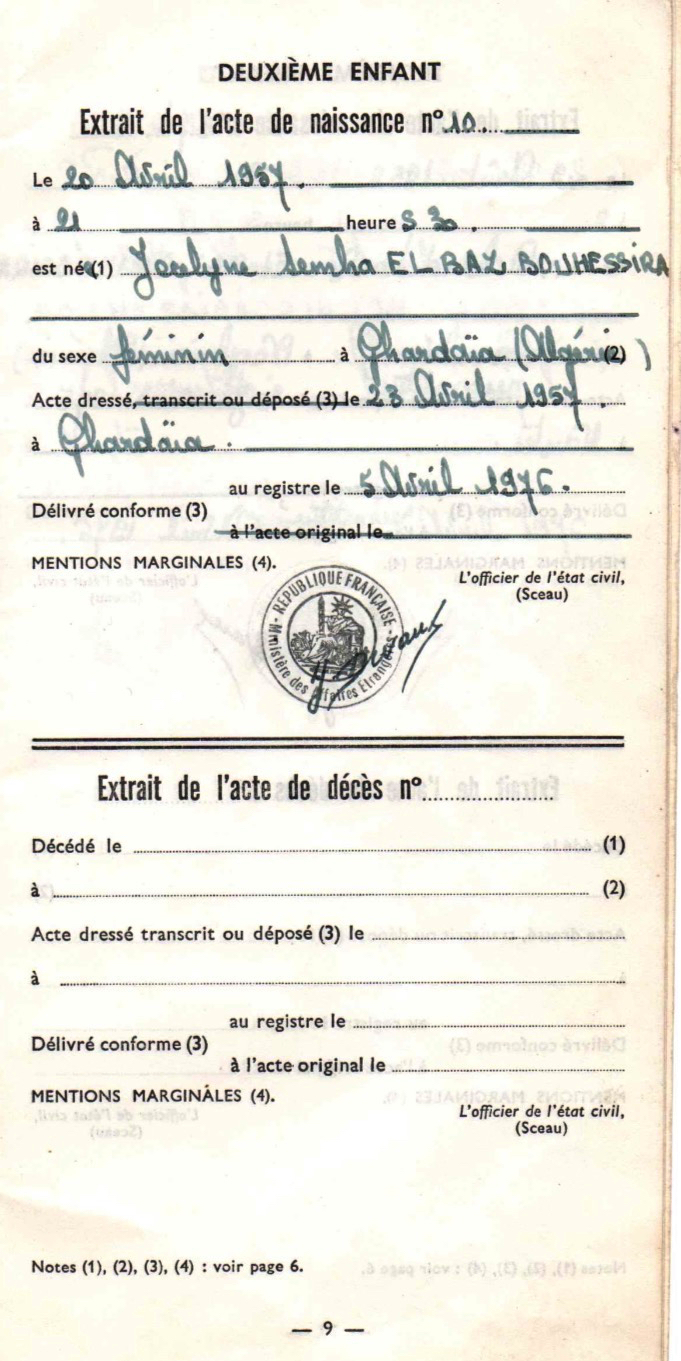 DEUXIÈME ENFANT
Extrait de l'acte de naissance n° 10.
Le 20 Avril 1957.
à 21 heures 30.
est née (1) Jocelyne Semha EL BAZ BOUHESSIRA
du sexe féminin à Ghardaïa (Algérie) (2)
Acte dressé, transcrit ou déposé (3) le 23 Avril 1957.
à Ghardaïa.
au registre le 5 Avril 1976.
Délivré conforme (3)
à l'acte original le
MENTIONS MARGINALES (4).
L'officier de l'état civil,
(Sceau)
RÉPUBLIQUE FRANÇAISE
Ministère des Affaires Étrangères
Extrait de l'acte de décès n°
Décédé le (1)
à (2)
Acte dressé transcrit ou déposé (3) le
à
au registre le
Délivré conforme (3)
à l'acte original le
MENTIONS MARGINALES (4).
L'officier de l'état civil,
(Sceau)
Notes (1), (2), (3), (4) : voir page 6.
— 9 —